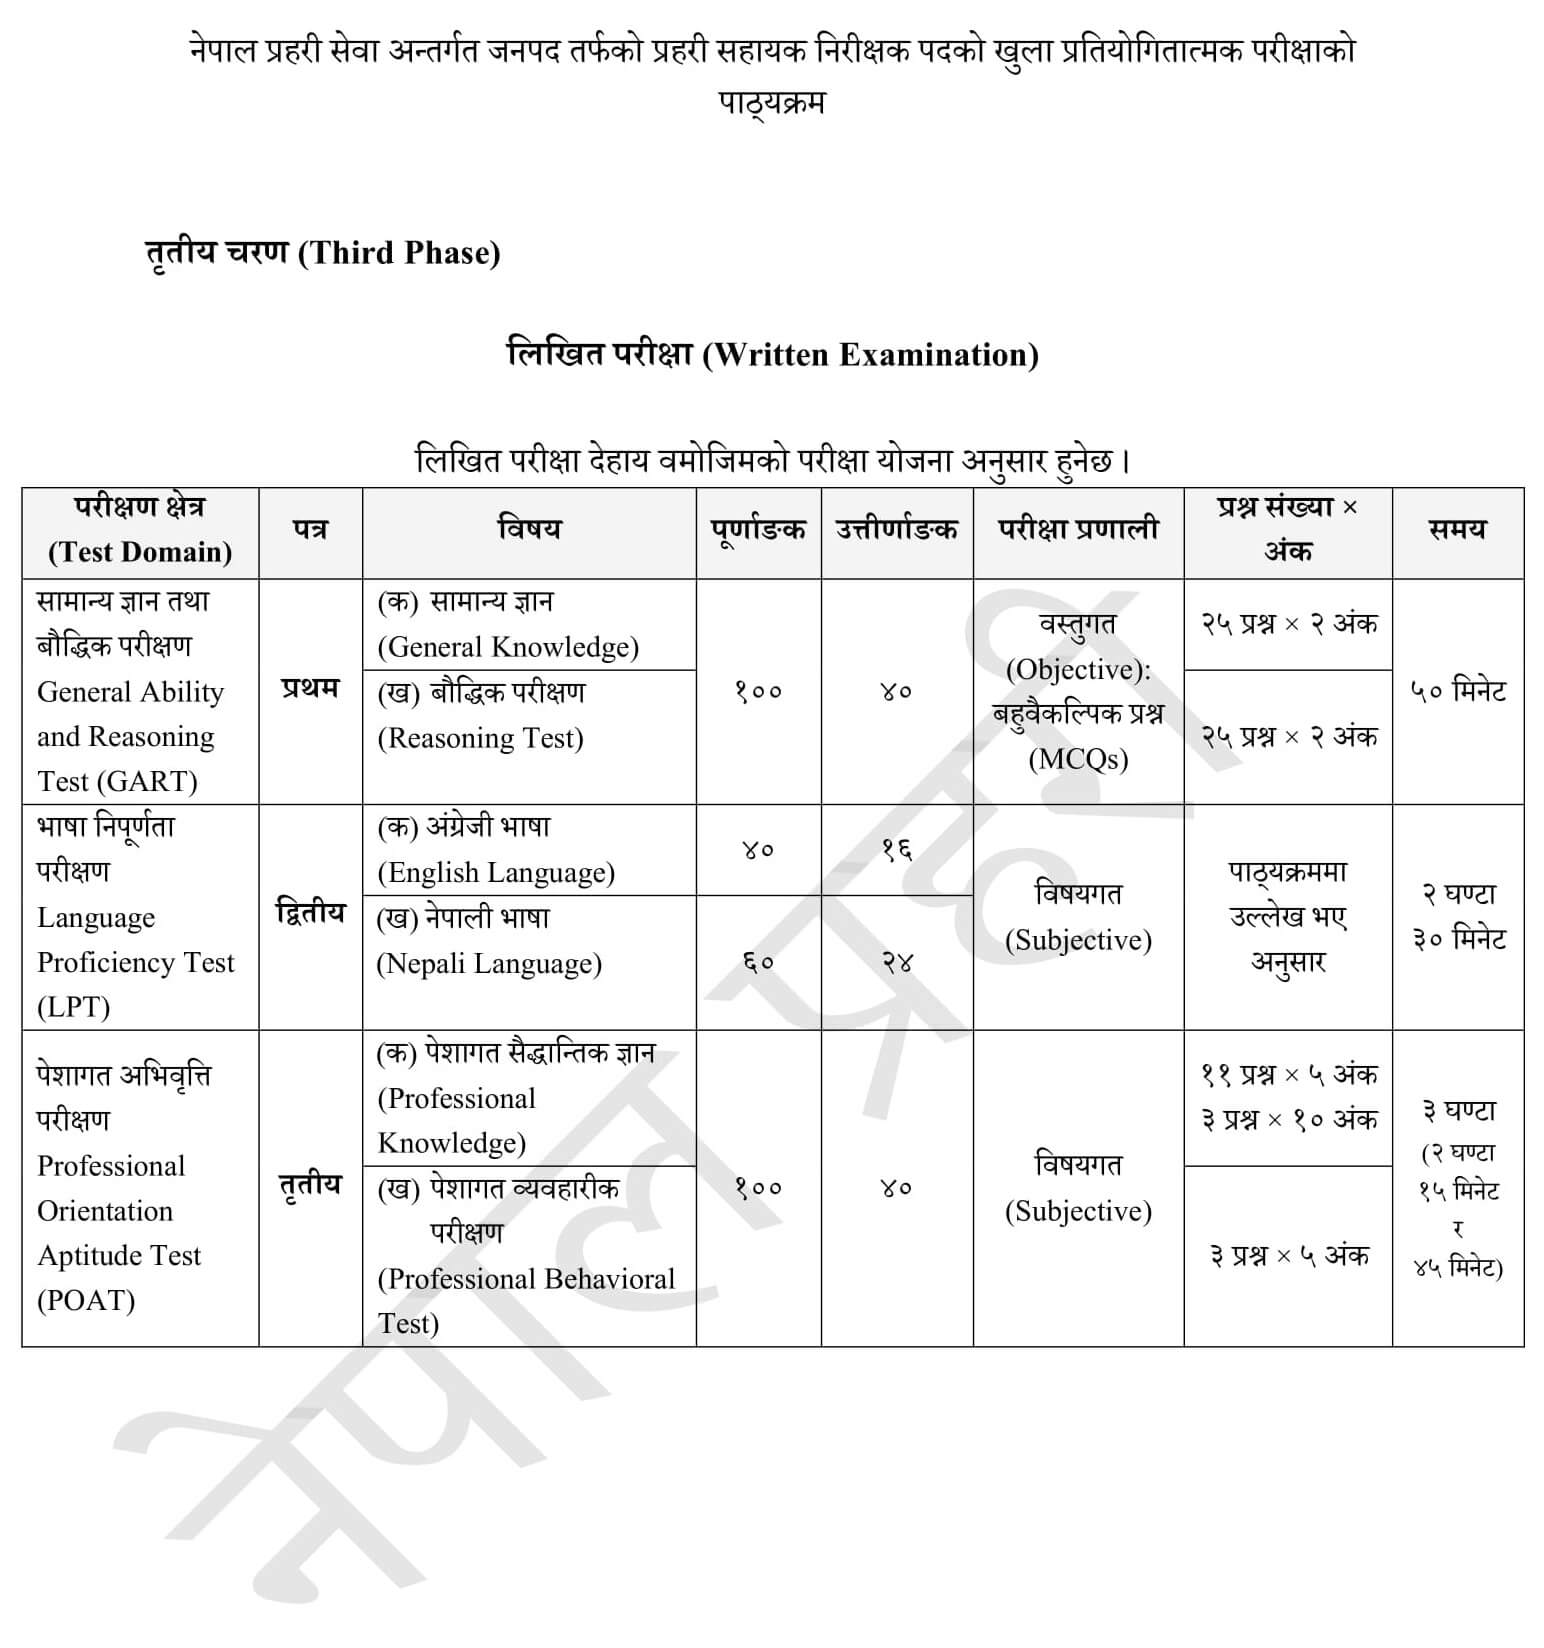 नेपाल प्रहरी सेवा अन्तर्गत जनपद तर्फको प्रहरी सहायक निरीक्षक पदको खुला प्रतियोगितात्मक परीक्षाको
पाठ्यक्रम
तृतीय चरण (Third Phase)
लिखित परीक्षा (Written Examination)
लिखित परीक्षा देहाय वमोजिमको परीक्षा योजना अनुसार हुनेछ ।
परीक्षण क्षेत्र
(Test Domain)
पत्र
विषय
पूर्णाङक
उत्तीर्णाङक
परीक्षा प्रणाली
प्रश्न संख्या ×
अंक
समय
सामान्य ज्ञान तथा
बौद्धिक परीक्षण
General Ability
and Reasoning
Test (GART)
प्रथम
(क) सामान्य ज्ञान
(General Knowledge)
(ख) बौद्धिक परीक्षण
(Reasoning Test)
१००
४०
वस्तुगत
(Objective):
बहुवैकल्पिक प्रश्न
(MCQs)
२५ प्रश्न × २ अंक
२५ प्रश्न × २ अंक
५० मिनेट
भाषा निपूर्णता
परीक्षण
Language
Proficiency Test
(LPT)
द्वितीय
(क) अंग्रेजी भाषा
(English Language)
४०
१६
(ख) नेपाली भाषा
(Nepali Language)
६०
२४
विषयगत
(Subjective)
पाठ्यक्रममा
उल्लेख भए
अनुसार
२ घण्टा
३० मिनेट
पेशागत अभिवृत्ति
परीक्षण
Professional
Orientation
Aptitude Test
(POAT)
तृतीय
(क) पेशागत सैद्धान्तिक ज्ञान
(Professional
Knowledge)
(ख) पेशागत व्यवहारीक
परीक्षण
(Professional Behavioral
Test)
१००
४०
विषयगत
(Subjective)
११ प्रश्न × ५ अंक
३ प्रश्न × १० अंक
३ प्रश्न × ५ अंक
३ घण्टा
(२ घण्टा
१५ मिनेट
र
४५ मिनेट)
नेपाल प्रहरी